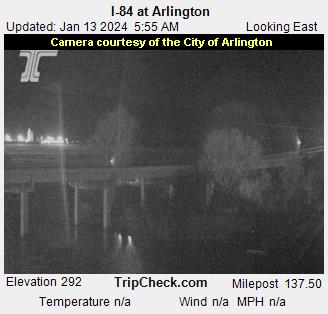 I-84 at Arlington
Updated: Jan 13 2024 5:55 AM Looking East
Camera courtesy of the City of Arlington
Elevation 292 TripCheck.com Milepost 137.50
Temperature n/a Wind n/a MPH n/a